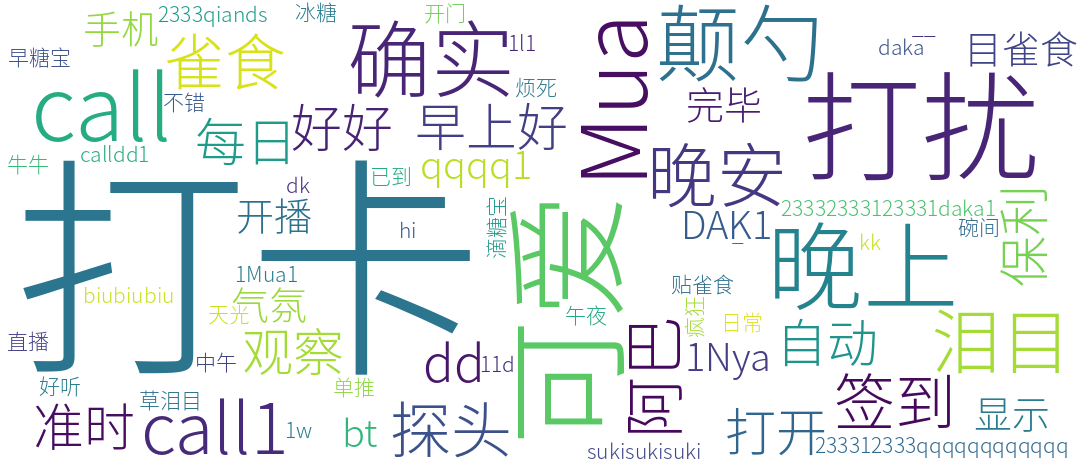 2333qiands 冰糖 开门
手机 早糖宝 雀食 确实 1l1 Mua 颠勺 daka__ 目雀食
call 不错 烦死 完毕 打扰
每日 好好 早上好
calldd1 牛牛 qqqq1 晚安
打卡 dk 已到 可爱 DAK1_ 23332333123331daka1 保利
开播 hi 滴糖宝 晚上 kk 碗间
1Mua1 biubiubiu 气氛 贴雀食
天光 午夜 疯狂 日常 泪目
直播 中午 观察 dd 11d 阿巴 1Nya 自动
好听 单推 签到 显示
准时 草泪目 call1 1w bt 探头 打开
sukisukisuki 233312333qqqqqqqqqqqq